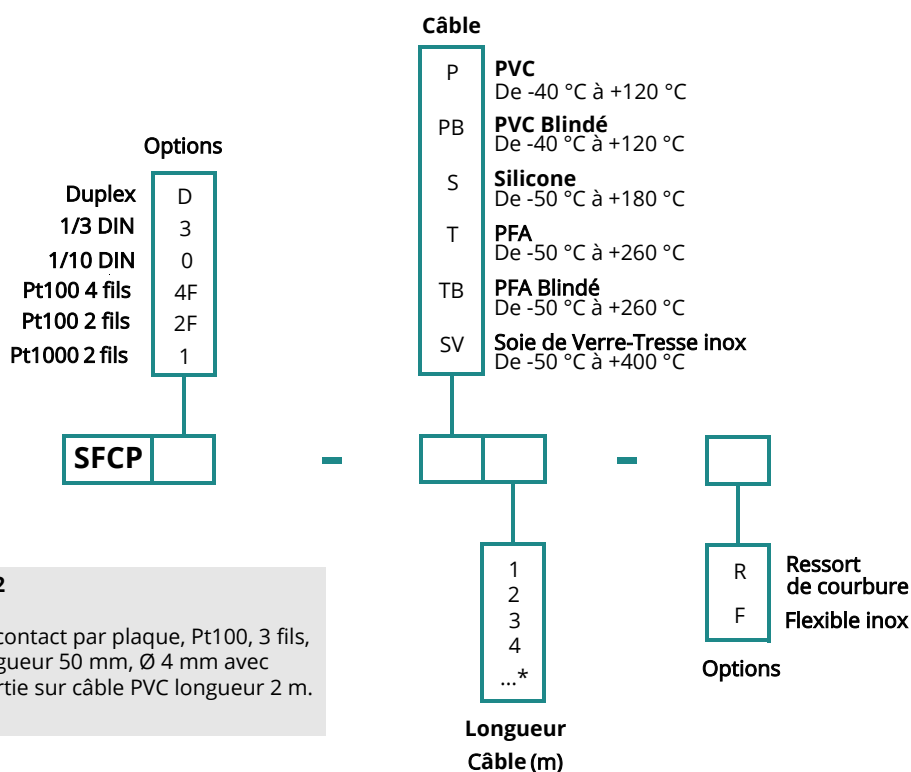 Câble
P PVC
De -40 °C à +120 °C
PB PVC Blindé
De -40 °C à +120 °C
S Silicone
De -50 °C à +180 °C
T PFA
De -50 °C à +260 °C
TB PFA Blindé
De -50 °C à +260 °C
SV Soie de Verre-Tresse inox
De -50 °C à +400 °C
Options
Duplex D
1/3 DIN 3
1/10 DIN 0
Pt100 4 fils 4F
Pt100 2 fils 2F
Pt1000 2 fils 1
SFCP - -
1
2
3
4
...*
Longueur
Câble (m)
R Ressort
de courbure
F Flexible inox
Options
2
contact par plaque, Pt100, 3 fils,
gueur 50 mm, Ø 4 mm avec
rtie sur câble PVC longueur 2 m.